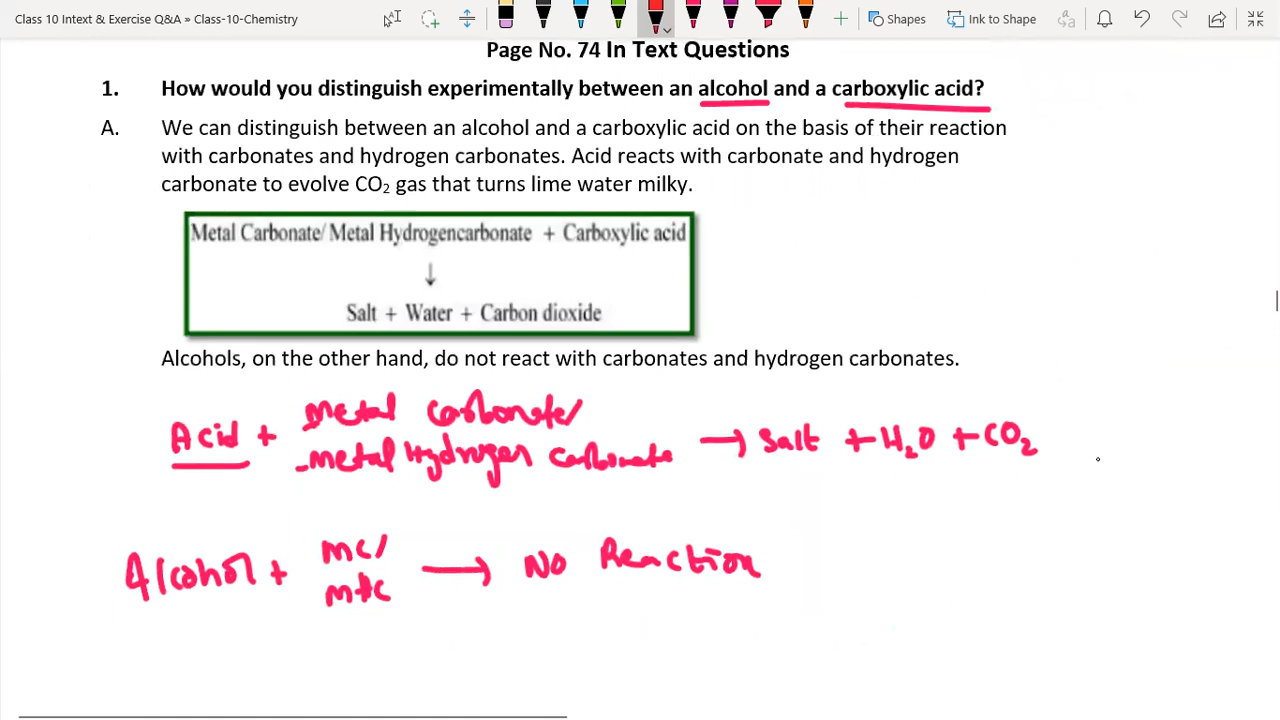 Class 10 Intext & Exercise Q&A » Class-10-Chemistry
Shapes
Ink to Shape
Page No. 74 In Text Questions
1. How would you distinguish experimentally between an alcohol and a carboxylic acid?
A. We can distinguish between an alcohol and a carboxylic acid on the basis of their reaction
with carbonates and hydrogen carbonates. Acid reacts with carbonate and hydrogen
carbonate to evolve CO₂ gas that turns lime water milky.
Metal Carbonate/ Metal Hydrogencarbonate + Carboxylic acid
↓
Salt + Water + Carbon dioxide
Alcohols, on the other hand, do not react with carbonates and hydrogen carbonates.
Metal Carbonate/
Acid + metal Hydrogen carbonate → Salt + H₂O + CO₂
MC/
Alcohol + MHC → No Reaction